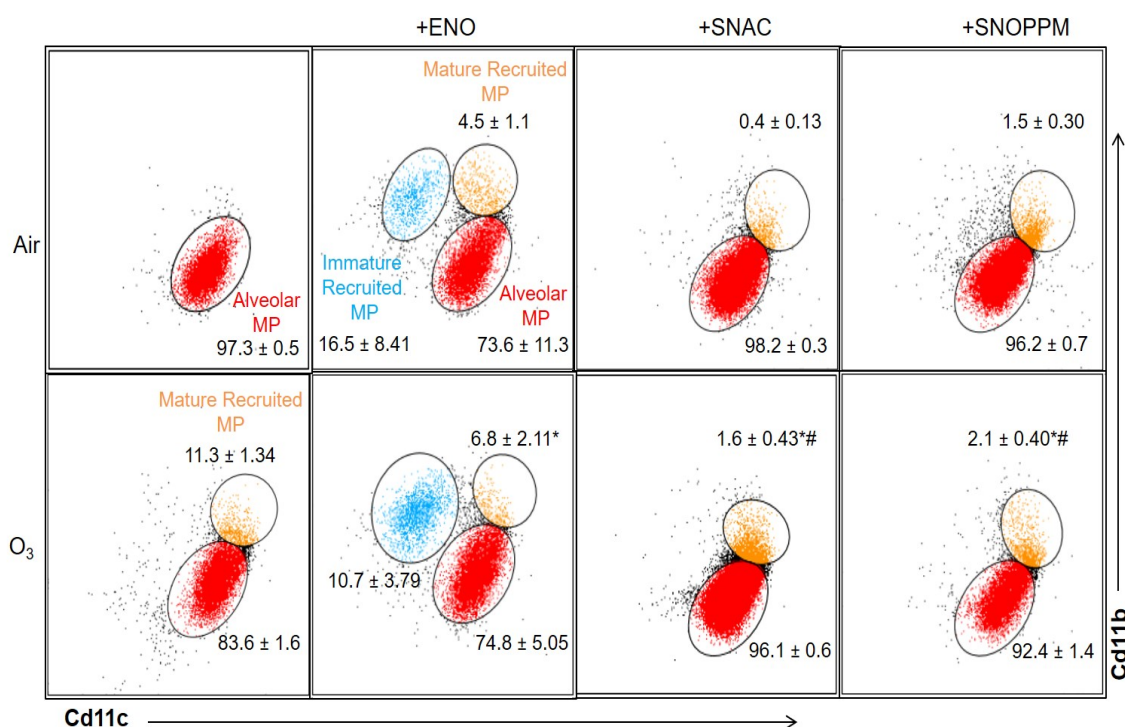 +ENO
+SNAC
+SNOPPM
Air
Alveolar
MP
97.3 ± 0.5
Mature Recruited
MP
4.5 ± 1.1
Immature
Recruited
MP
16.5 ± 8.41
Alveolar
MP
73.6 ± 11.3
0.4 ± 0.13
98.2 ± 0.3
1.5 ± 0.30
96.2 ± 0.7
O3
Mature Recruited
MP
11.3 ± 1.34
83.6 ± 1.6
6.8 ± 2.11*
10.7 ± 3.79
74.8 ± 5.05
1.6 ± 0.43*#
96.1 ± 0.6
2.1 ± 0.40*#
92.4 ± 1.4
Cd11b
Cd11c